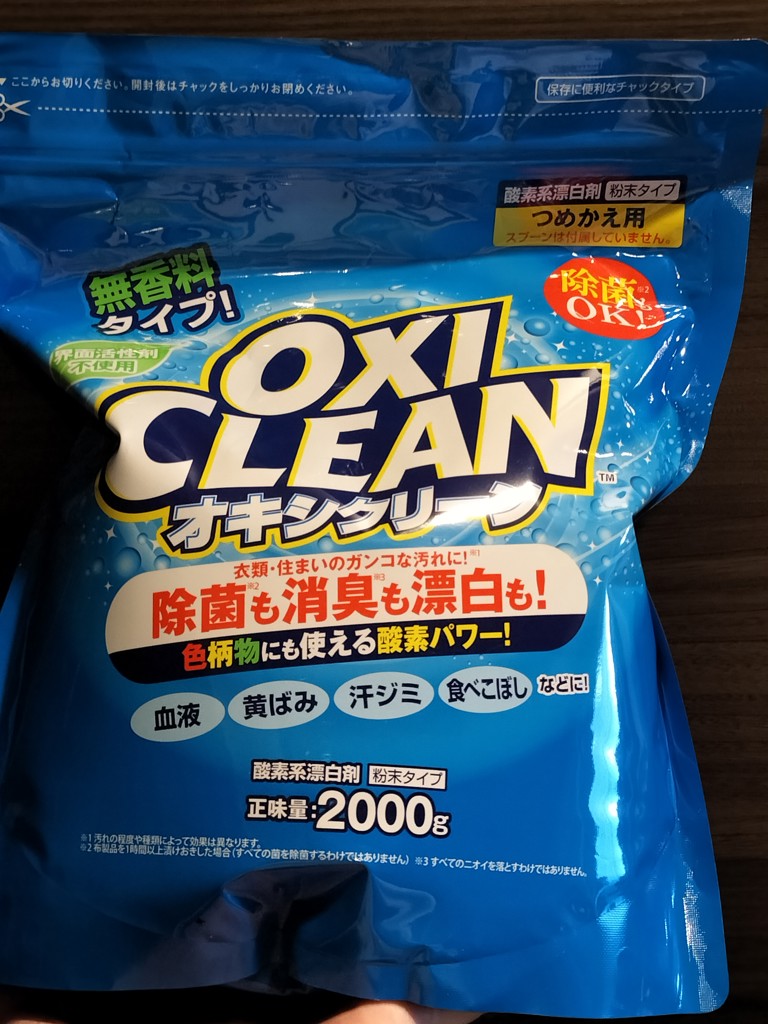 ▼ここからお切りください。開封後はチャックをしっかりお閉めください。
保存に便利なチャックタイプ
酸素系漂白剤 粉末タイプ
つめかえ用
スプーンは付属していません。
無香料
タイプ!
除菌※2も
OK!
界面活性剤
不使用
OXI
CLEAN
TM
オキシクリーン
衣類・住まいのガンコな汚れに!※1
除菌※2も消臭※3も漂白も!
色柄物にも使える酸素パワー!
血液 黄ばみ 汗ジミ 食べこぼし などに!
酸素系漂白剤 粉末タイプ
正味量:2000g
※1 汚れの程度や種類によって効果は異なります。
※2 布製品を1時間以上漬けおきした場合(すべての菌を除菌するわけではありません) ※3 すべてのニオイを落とすわけではありません。